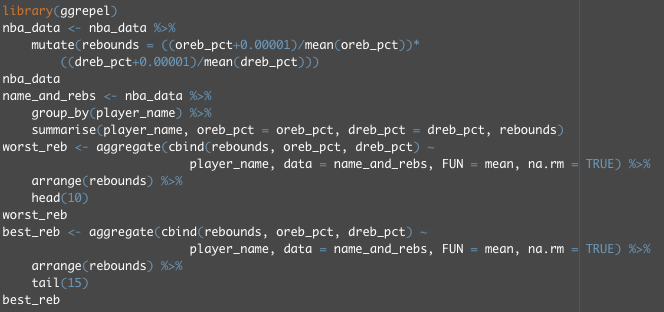 library(ggrepel)
nba_data <- nba_data %>%
    mutate(rebounds = ((oreb_pct+0.00001)/mean(oreb_pct))*
        ((dreb_pct+0.00001)/mean(dreb_pct)))
nba_data
name_and_rebs <- nba_data %>%
    group_by(player_name) %>%
    summarise(player_name, oreb_pct = oreb_pct, dreb_pct = dreb_pct, rebounds)
worst_reb <- aggregate(cbind(rebounds, oreb_pct, dreb_pct) ~
                           player_name, data = name_and_rebs, FUN = mean, na.rm = TRUE) %>%
    arrange(rebounds) %>%
    head(10)
worst_reb
best_reb <- aggregate(cbind(rebounds, oreb_pct, dreb_pct) ~
                           player_name, data = name_and_rebs, FUN = mean, na.rm = TRUE) %>%
    arrange(rebounds) %>%
    tail(15)
best_reb